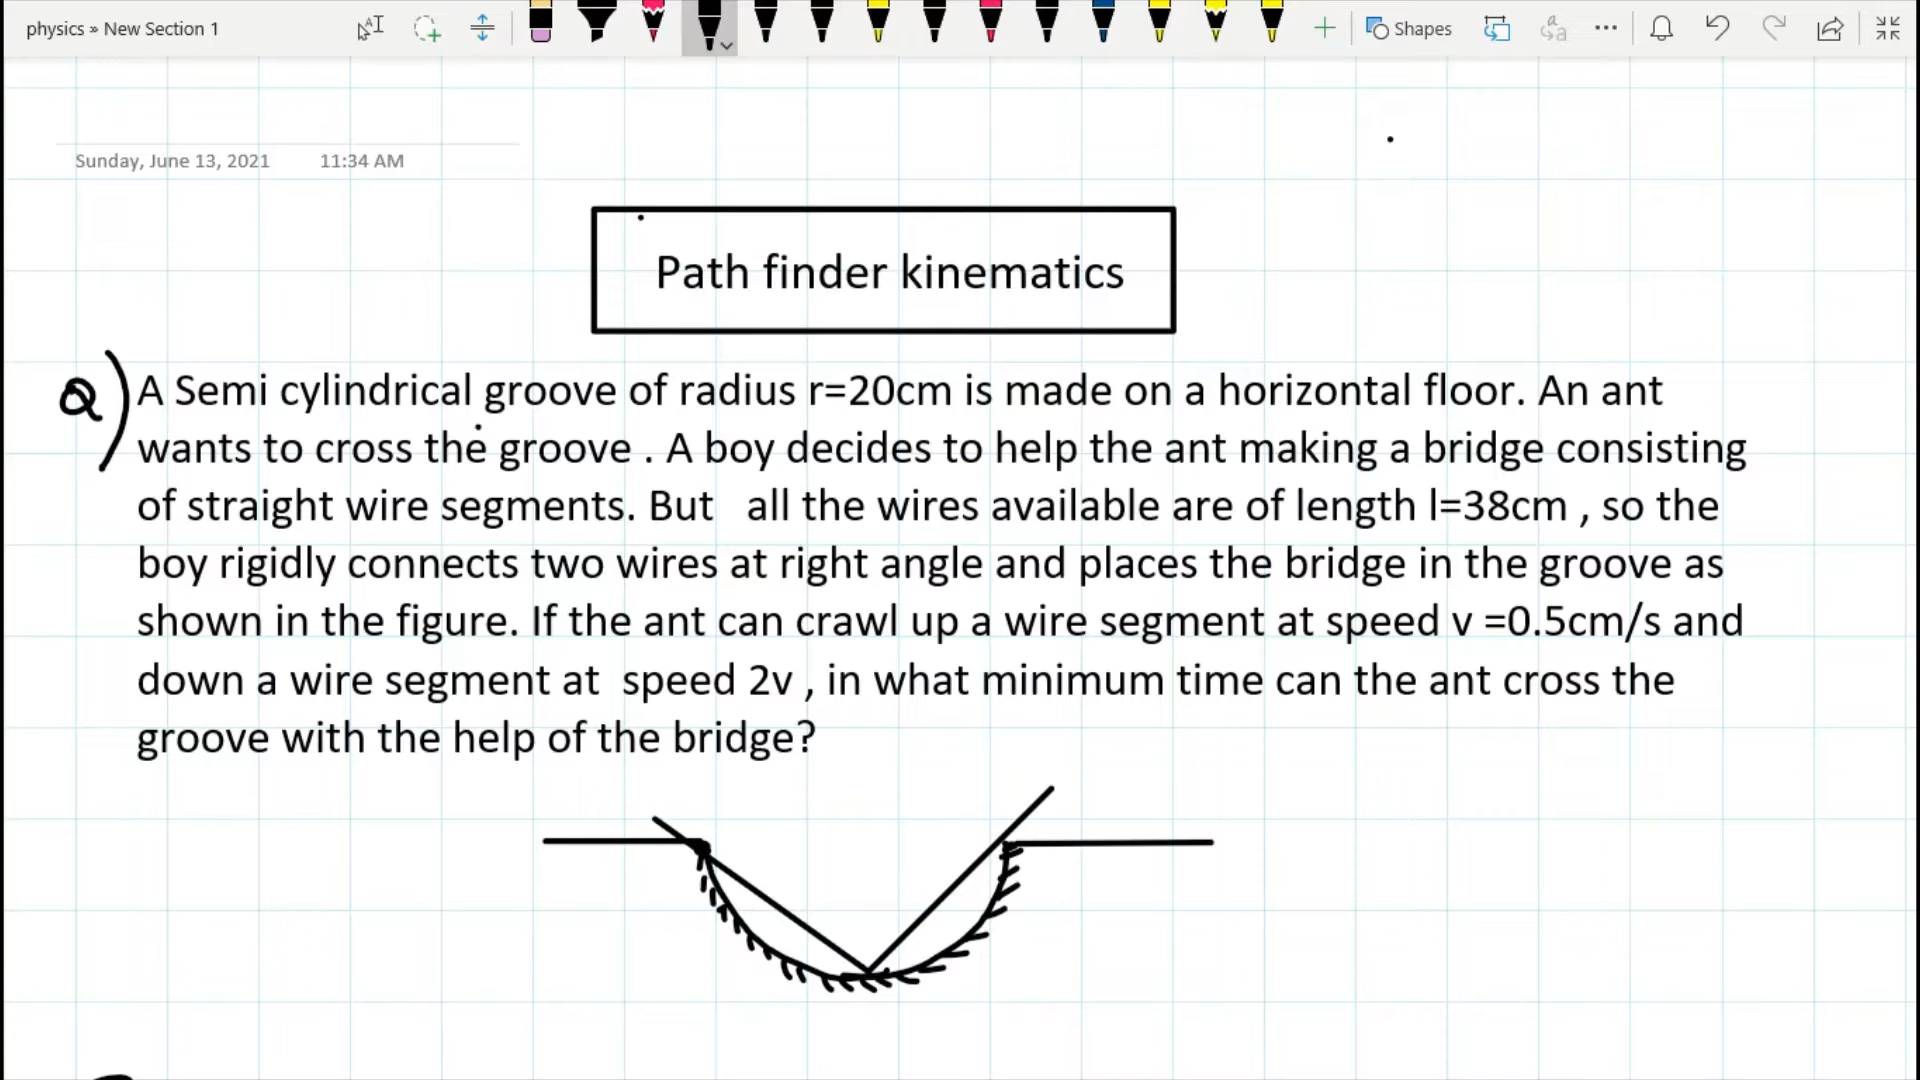 physics » New Section 1
Shapes
Sunday, June 13, 2021 11:34 AM
Path finder kinematics
Q) A Semi cylindrical groove of radius r=20cm is made on a horizontal floor. An ant
wants to cross the groove . A boy decides to help the ant making a bridge consisting
of straight wire segments. But all the wires available are of length l=38cm , so the
boy rigidly connects two wires at right angle and places the bridge in the groove as
shown in the figure. If the ant can crawl up a wire segment at speed v =0.5cm/s and
down a wire segment at speed 2v , in what minimum time can the ant cross the
groove with the help of the bridge?